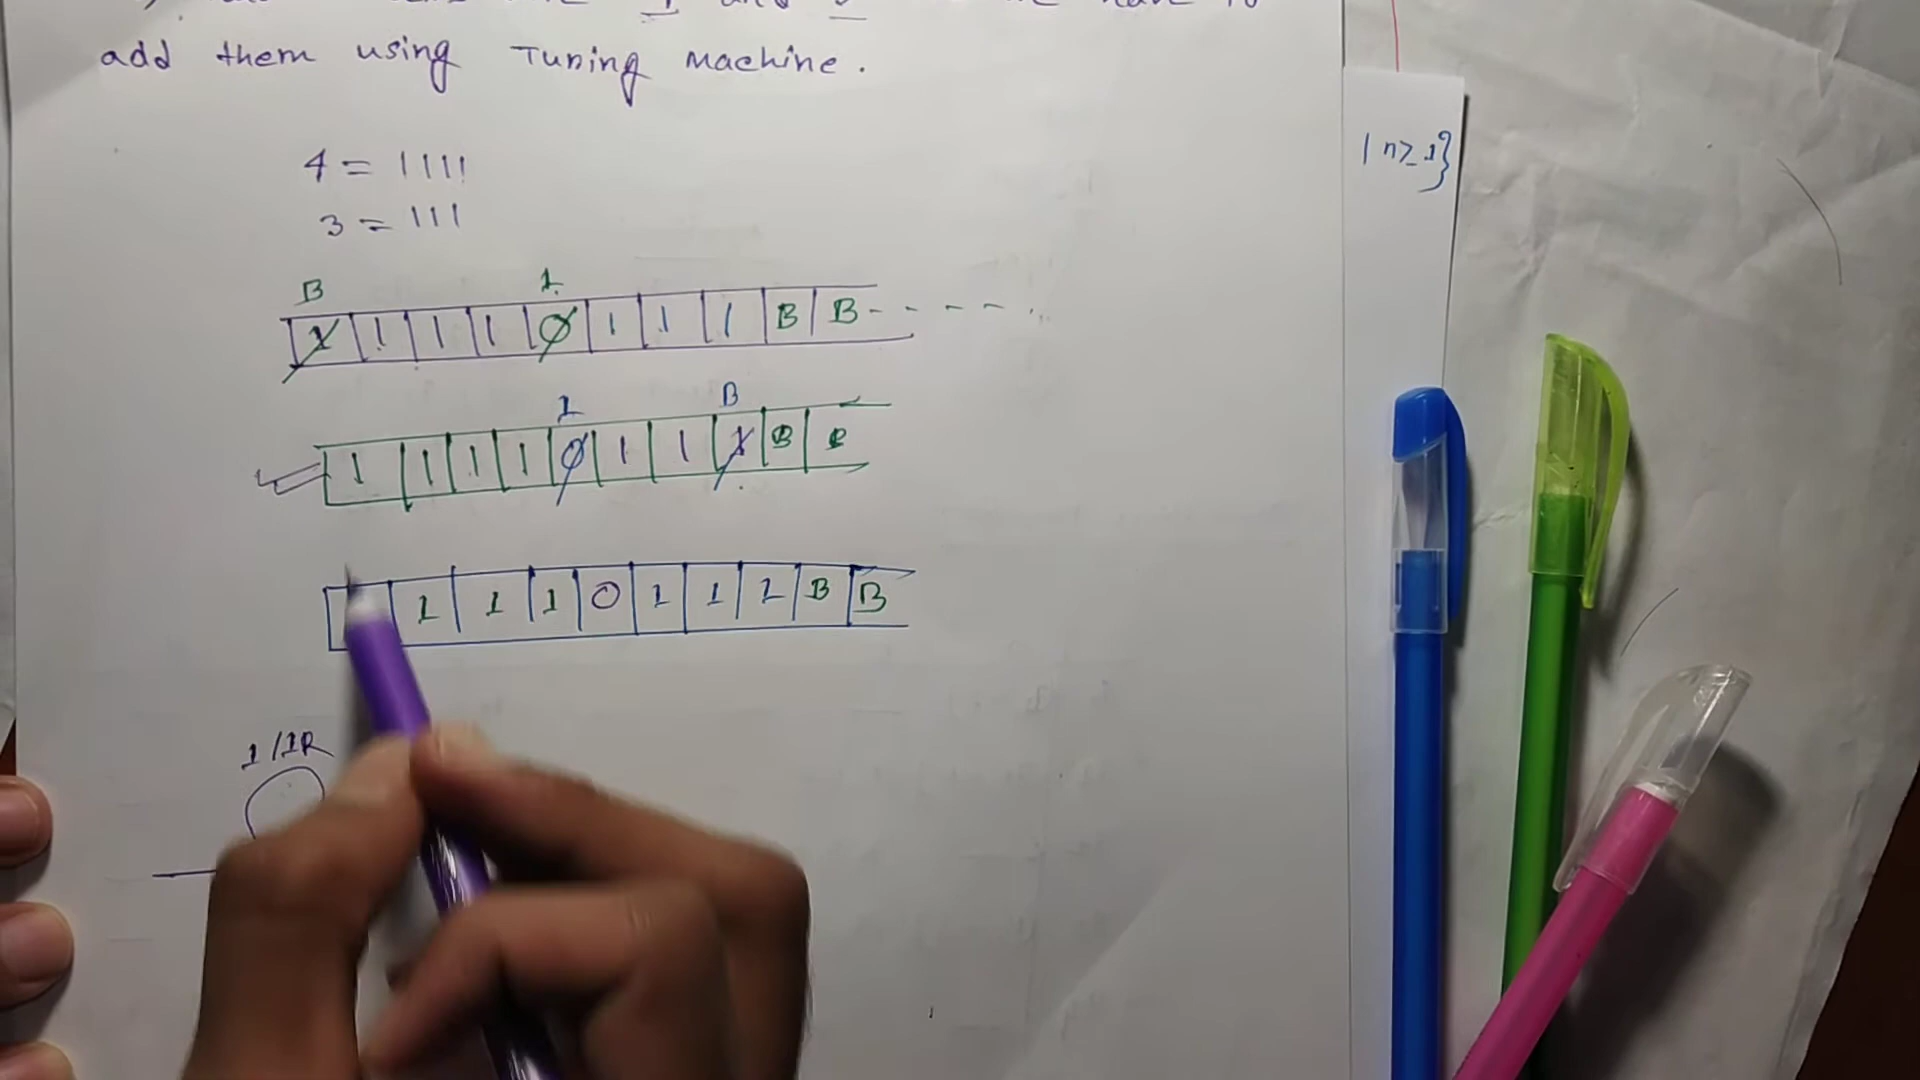 add them using Turing Machine.
| n≥1}
4 = 1111
3 = 111
B 1
1 1 1 1 0 1 1 1 B B - - - - .
1 B
1 1 1 1 0 1 1 1 B
1 1 1 0 1 1 1 B B
1/1R